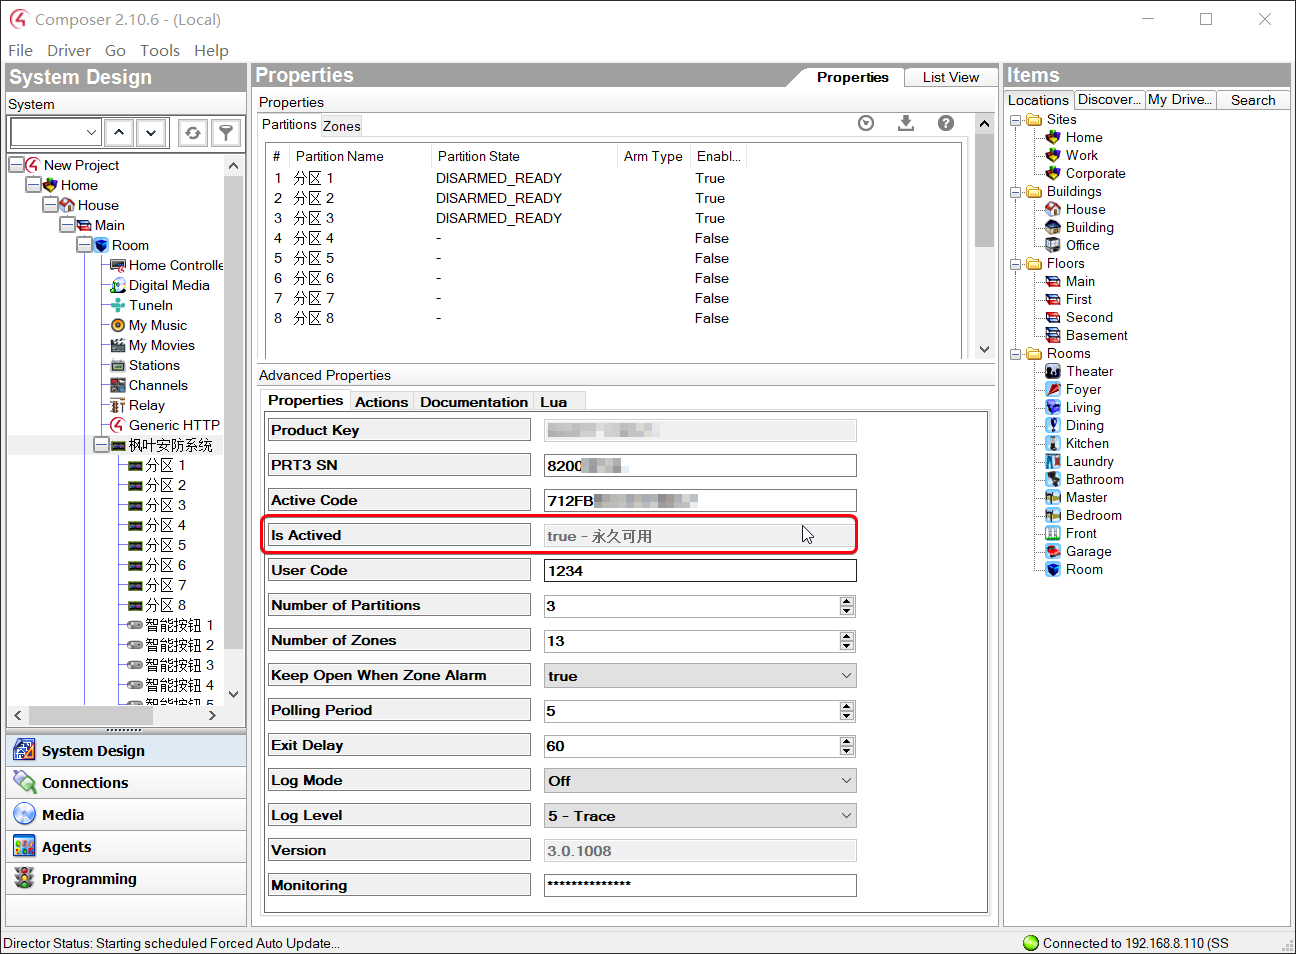 Composer 2.10.6 - (Local)
File Driver Go Tools Help
System Design
System
New Project
Home
House
Main
Room
Home Controlle
Digital Media
TuneIn
My Music
My Movies
Stations
Channels
Relay
Generic HTTP
枫叶安防系统
分区 1
分区 2
分区 3
分区 4
分区 5
分区 6
分区 7
分区 8
智能按钮 1
智能按钮 2
智能按钮 3
智能按钮 4
智能按钮 5
System Design
Connections
Media
Agents
Programming
Properties
Properties List View
Properties
Partitions Zones
# Partition Name Partition State Arm Type Enabl...
1 分区 1 DISARMED_READY True
2 分区 2 DISARMED_READY True
3 分区 3 DISARMED_READY True
4 分区 4 - False
5 分区 5 - False
6 分区 6 - False
7 分区 7 - False
8 分区 8 - False
Advanced Properties
Properties Actions Documentation Lua
Product Key
PRT3 SN 8200
Active Code 712FB
Is Actived true - 永久可用
User Code 1234
Number of Partitions 3
Number of Zones 13
Keep Open When Zone Alarm true
Polling Period 5
Exit Delay 60
Log Mode Off
Log Level 5 - Trace
Version 3.0.1008
Monitoring **************
Items
Locations Discover... My Drive... Search
Sites
Home
Work
Corporate
Buildings
House
Building
Office
Floors
Main
First
Second
Basement
Rooms
Theater
Foyer
Living
Dining
Kitchen
Laundry
Bathroom
Master
Bedroom
Front
Garage
Room
Director Status: Starting scheduled Forced Auto Update...
Connected to 192.168.8.110 (SS